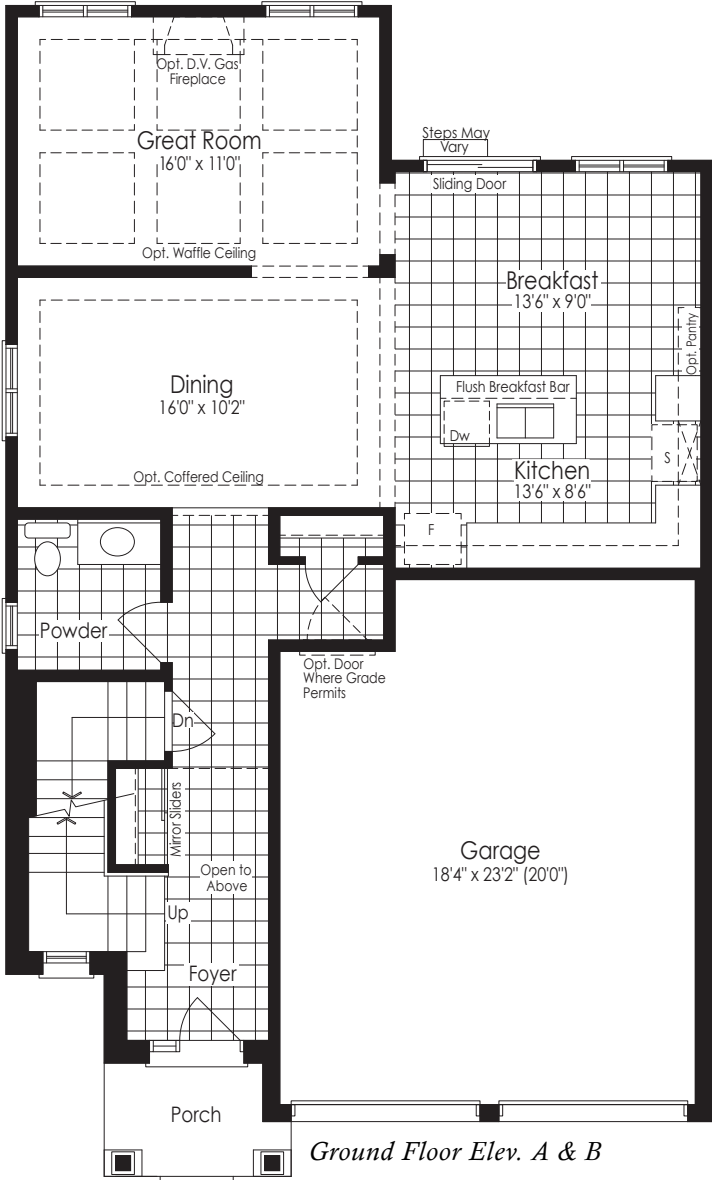 Opt. D.V. Gas
Fireplace
Great Room
16'0" x 11'0"
Opt. Waffle Ceiling
Steps May
Vary
Sliding Door
Breakfast
13'6" x 9'0"
Opt. Pantry
Dining
16'0" x 10'2"
Opt. Coffered Ceiling
Flush Breakfast Bar
Dw
S
Kitchen
13'6" x 8'6"
F
Powder
Opt. Door
Where Grade
Permits
Dn
Mirror Sliders
Open to
Above
Up
Garage
18'4" x 23'2" (20'0")
Foyer
Porch
Ground Floor Elev. A & B